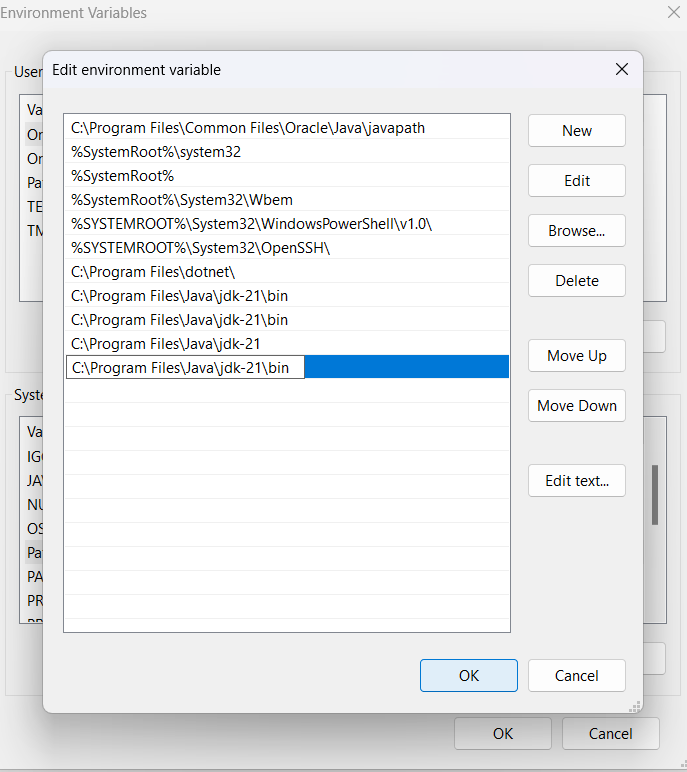 Environment Variables
Edit environment variable
User
Va
On
On
Pa
TE
TM
C:\Program Files\Common Files\Oracle\Java\javapath
%SystemRoot%\system32
%SystemRoot%
%SystemRoot%\System32\Wbem
%SYSTEMROOT%\System32\WindowsPowerShell\v1.0\
%SYSTEMROOT%\System32\OpenSSH\
C:\Program Files\dotnet\
C:\Program Files\Java\jdk-21\bin
C:\Program Files\Java\jdk-21\bin
C:\Program Files\Java\jdk-21
C:\Program Files\Java\jdk-21\bin
New
Edit
Browse...
Delete
Move Up
Move Down
Edit text...
Syste
Va
IG
JA
NU
OS
Pa
PA
PR
OK
Cancel
OK
Cancel